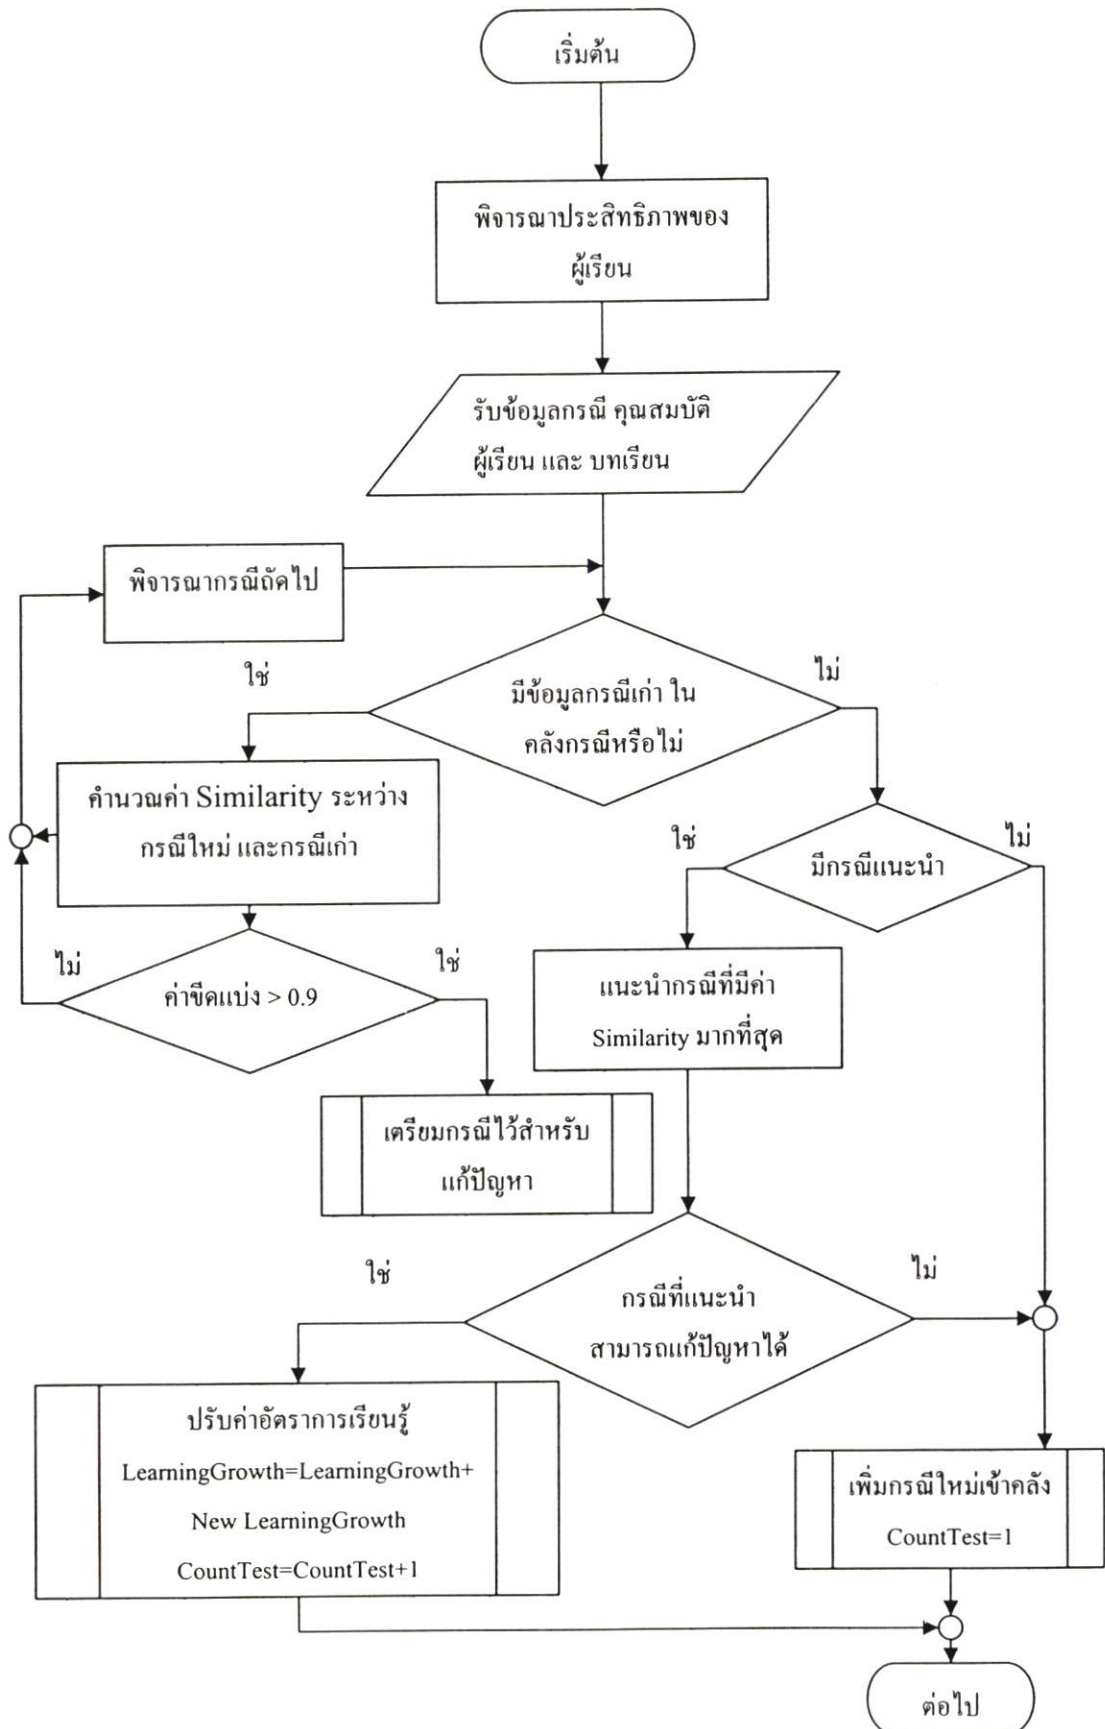 เริ่มต้น
พิจารณาประสิทธิภาพของ
ผู้เรียน
รับข้อมูลกรณี คุณสมบัติ
ผู้เรียน และ บทเรียน
พิจารณากรณีถัดไป
ใช่
ไม่
มีข้อมูลกรณีเก่า ใน
คลังกรณีหรือไม่
คำนวณค่า Similarity ระหว่าง
กรณีใหม่ และกรณีเก่า
ใช่
ไม่
มีกรณีแนะนำ
ไม่
ใช่
ค่าขีดแบ่ง > 0.9
แนะนำกรณีที่มีค่า
Similarity มากที่สุด
เตรียมกรณีไว้สำหรับ
แก้ปัญหา
ใช่
ไม่
กรณีที่แนะนำ
สามารถแก้ปัญหาได้
ปรับค่าอัตราการเรียนรู้
LearningGrowth=LearningGrowth+
New LearningGrowth
CountTest=CountTest+1
เพิ่มกรณีใหม่เข้าคลัง
CountTest=1
ต่อไป